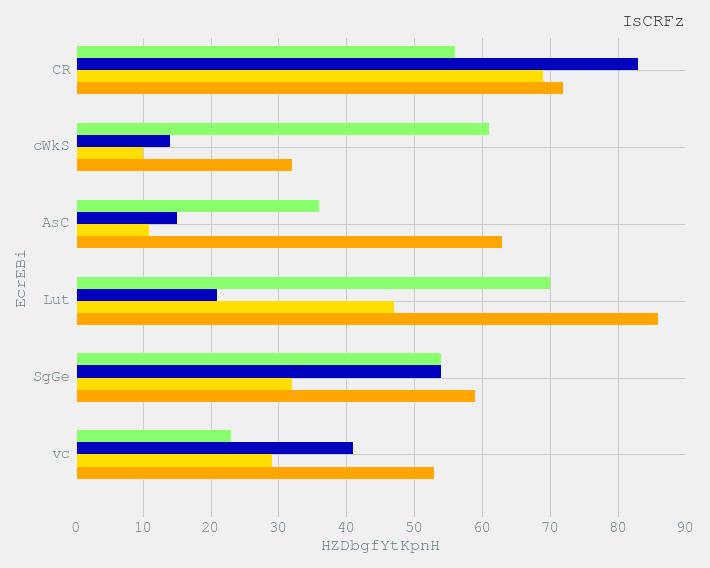 IsCRFz
CR
cWkS
AsC
Lut
SgGe
vc
EcrEBi
0 10 20 30 40 50 60 70 80 90
HZDbgfYtKpnH